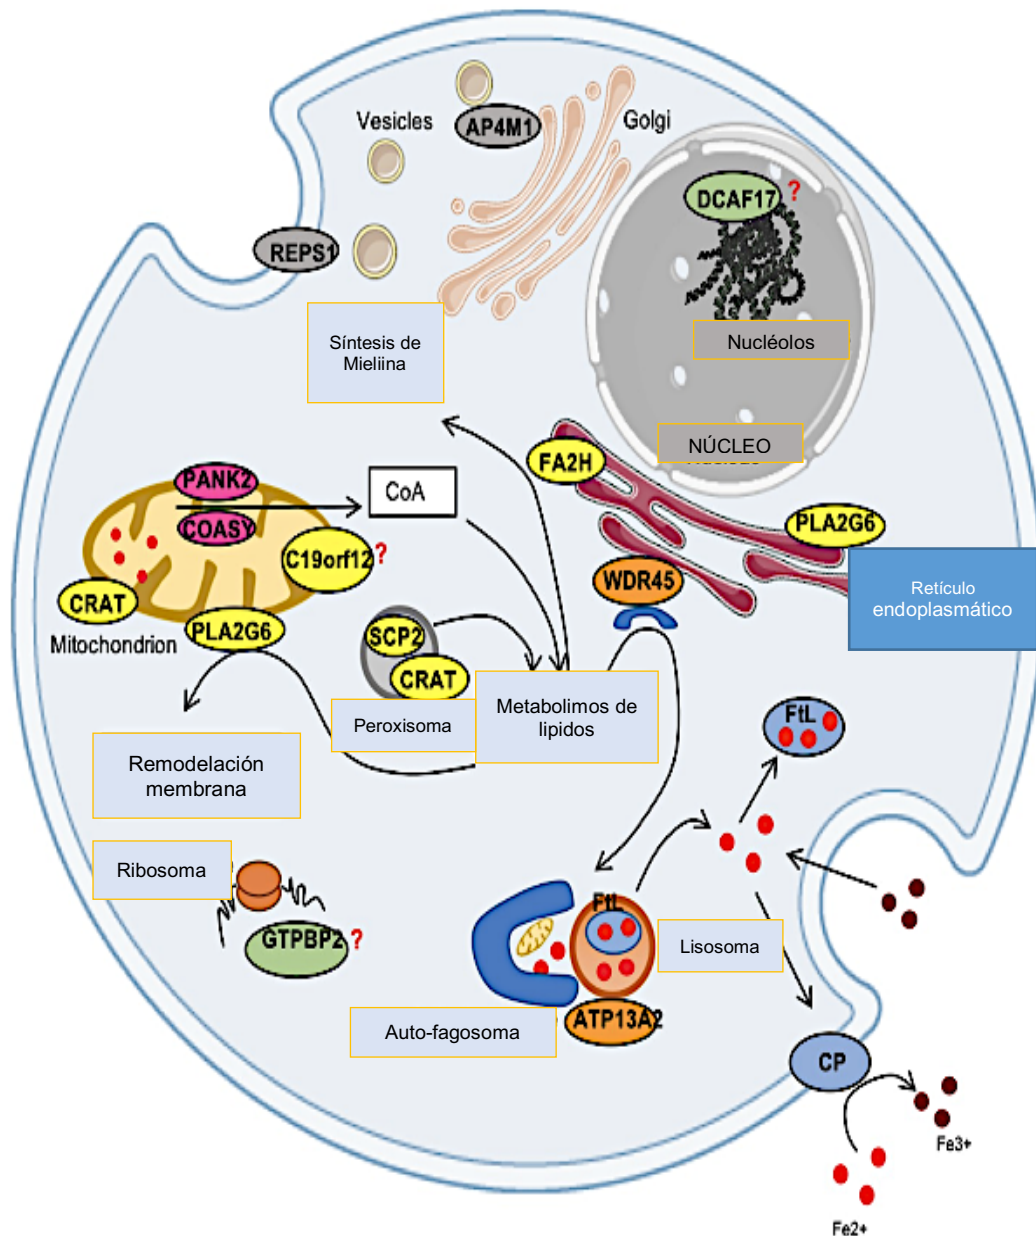 Vesicles
AP4M1
Golgi
DCAF17
?
REPS1
Síntesis de
Mieliina
Nucléolos
NÚCLEO
FA2H
PANK2
CoA
COASY
PLA2G6
C19orf12
?
WDR45
Retículo
endoplasmático
CRAT
Mitochondrion
PLA2G6
SCP2
CRAT
Peroxisoma
Metabolimos de
lipidos
FtL
Remodelación
membrana
Ribosoma
GTPBP2
?
FtL
Lisosoma
Auto-fagosoma
ATP13A2
CP
Fe3+
Fe2+